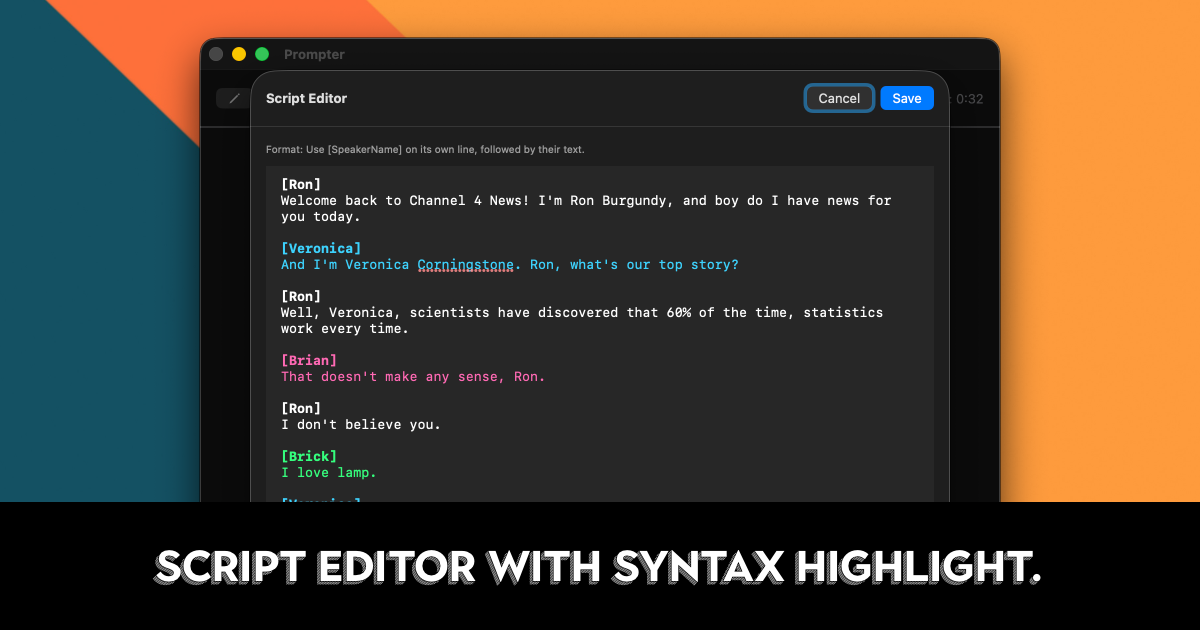 Prompter
Script Editor
Cancel
Save
: 0:32
Format: Use [SpeakerName] on its own line, followed by their text.
[Ron]
Welcome back to Channel 4 News! I'm Ron Burgundy, and boy do I have news for
you today.
[Veronica]
And I'm Veronica Corningstone. Ron, what's our top story?
[Ron]
Well, Veronica, scientists have discovered that 60% of the time, statistics
work every time.
[Brian]
That doesn't make any sense, Ron.
[Ron]
I don't believe you.
[Brick]
I love lamp.
[Veronica]
SCRIPT EDITOR WITH SYNTAX HIGHLIGHT.